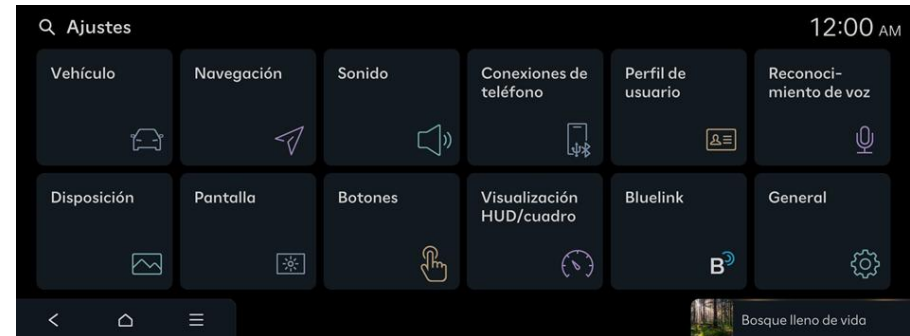 Ajustes
12:00 AM
Vehículo
Navegación
Sonido
Conexiones de
teléfono
Perfil de
usuario
Reconoci-
miento de voz
Disposición
Pantalla
Botones
Visualización
HUD/cuadro
Bluelink
B
General
Bosque lleno de vida